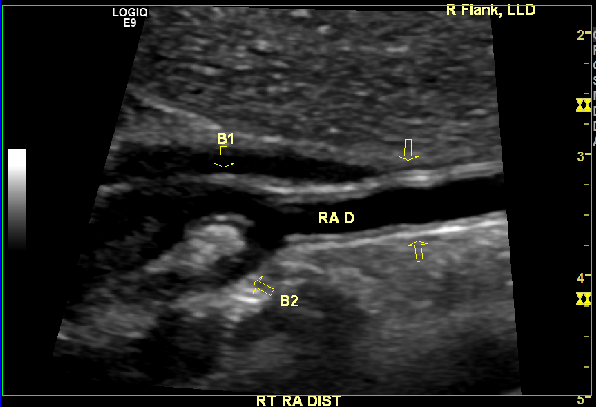 LOGIQ
E9
R Flank, LLD
2
B1
3
RA D
4
B2
5
RT RA DIST